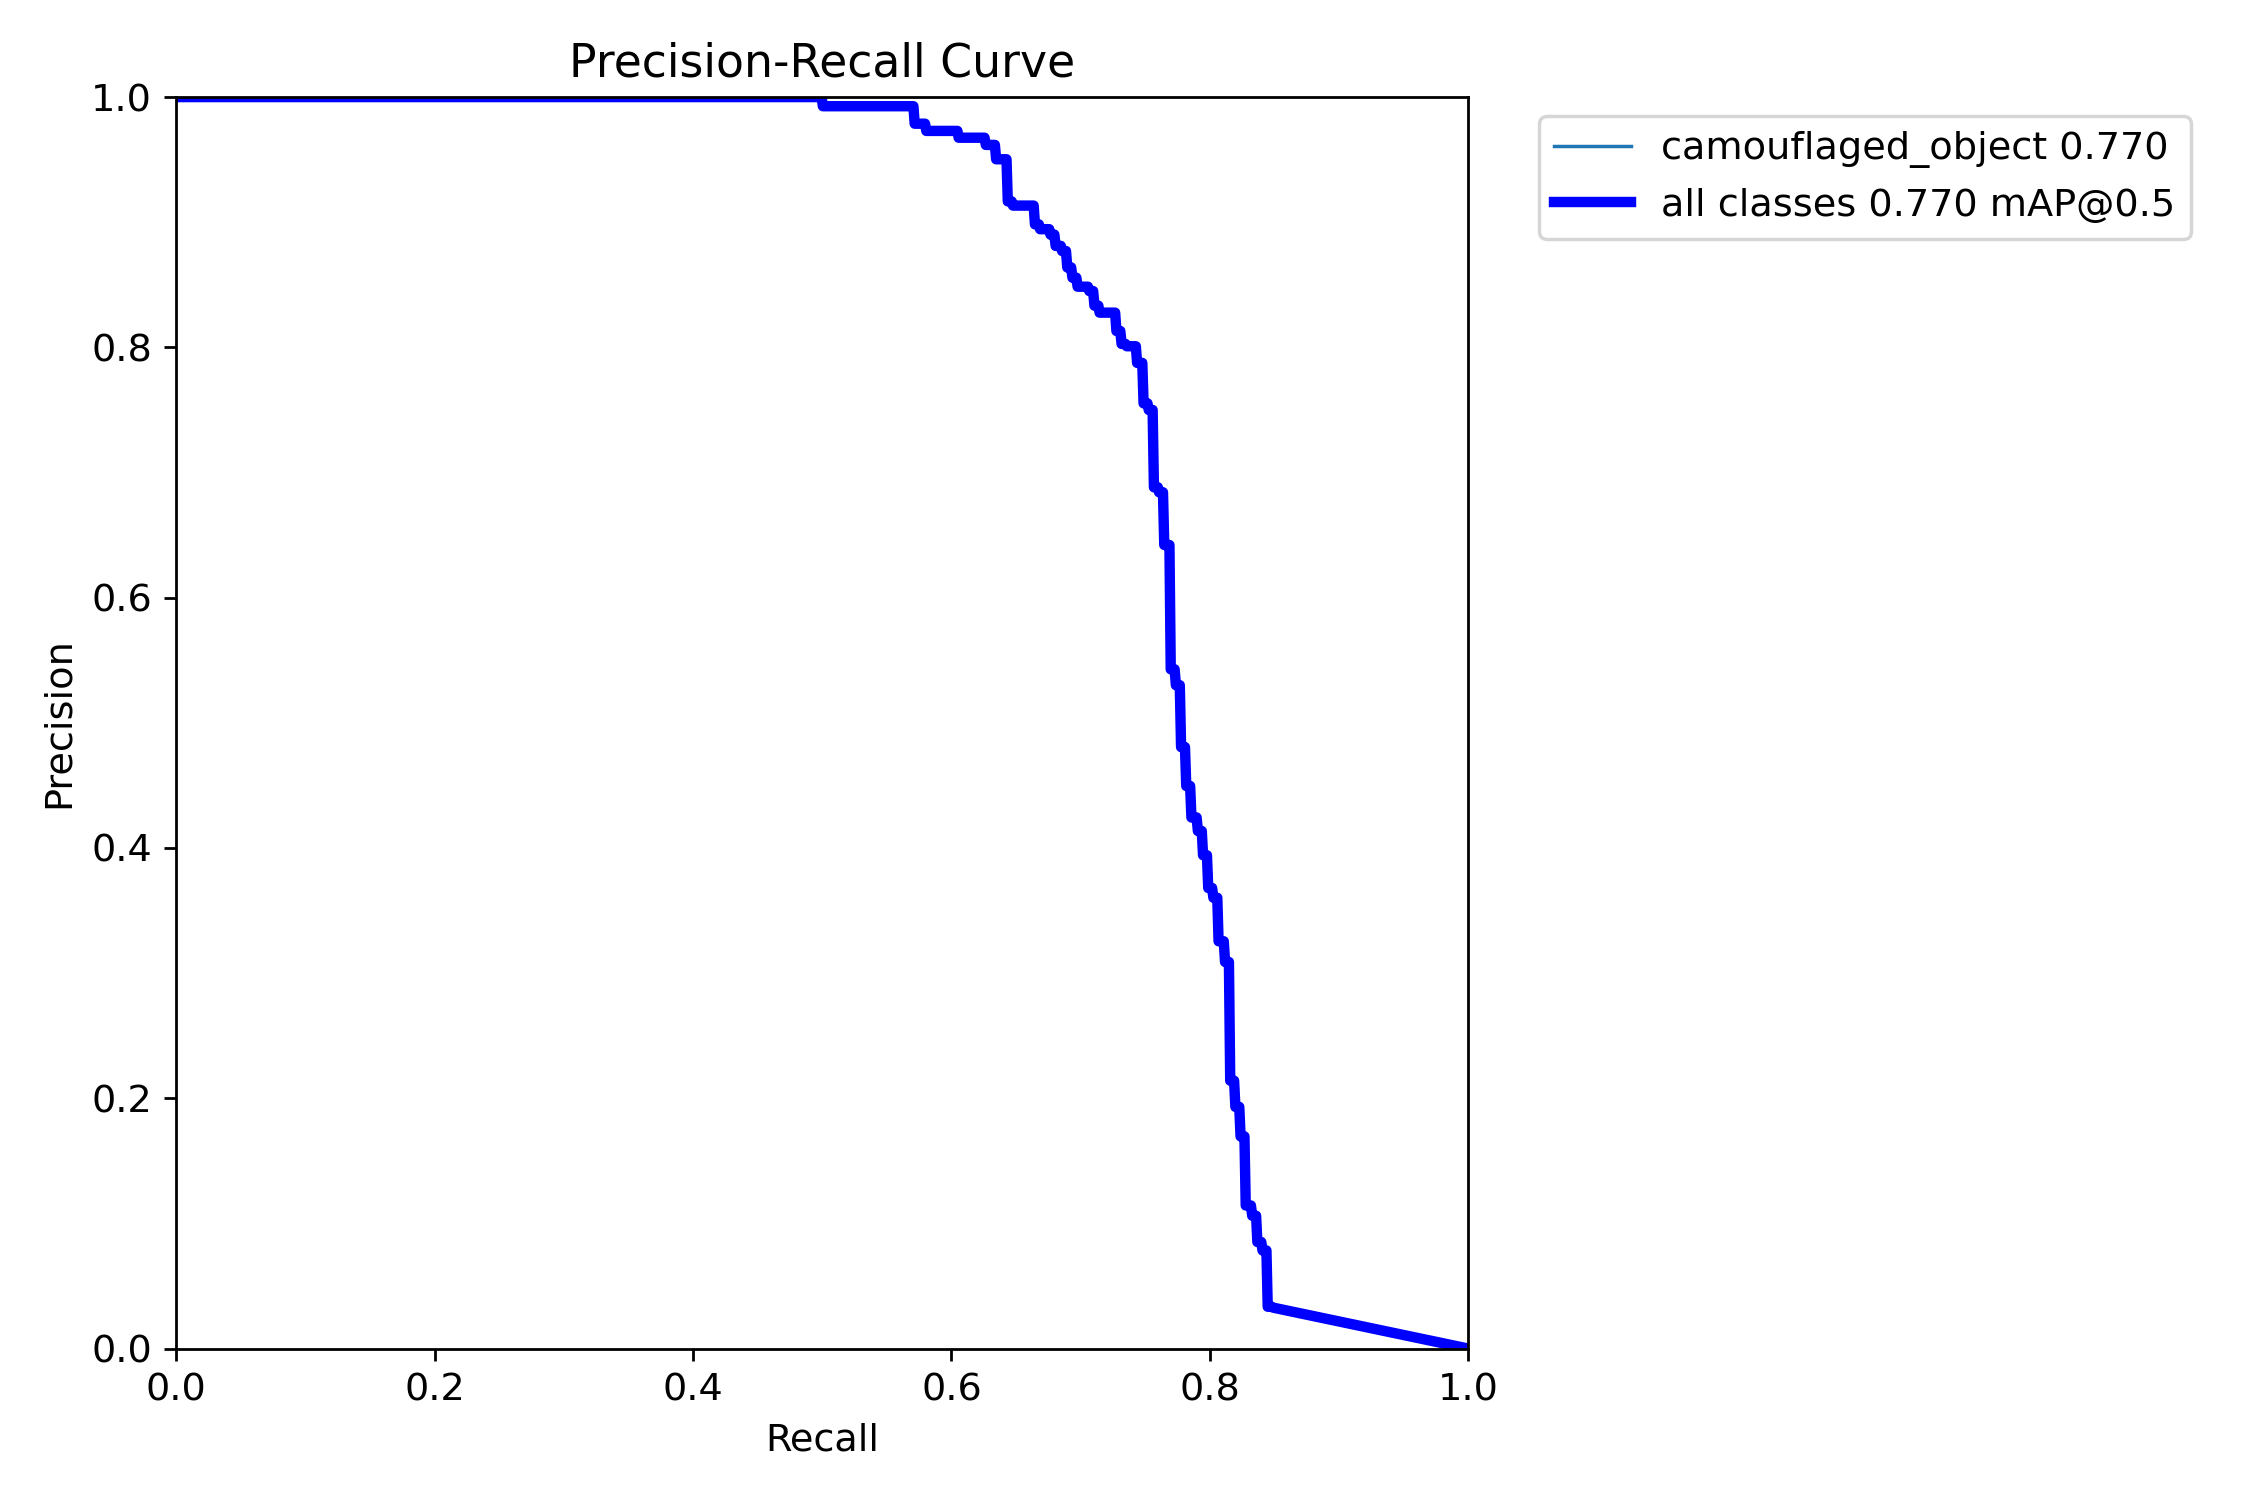 Precision-Recall Curve
camouflaged_object 0.770
all classes 0.770 mAP@0.5
Precision
1.0
0.8
0.6
0.4
0.2
0.0
0.0 0.2 0.4 0.6 0.8 1.0
Recall